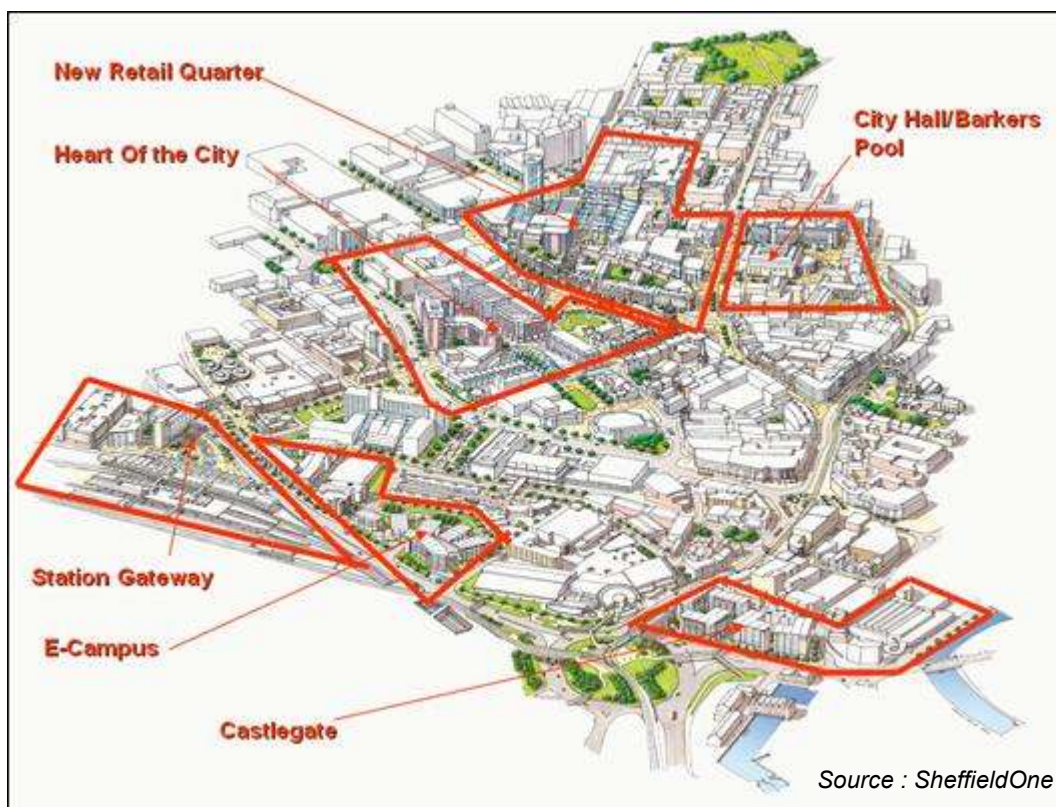 New Retail Quarter
Heart Of the City
City Hall/Barkers
Pool
Station Gateway
E-Campus
Castlegate
Source : SheffieldOne